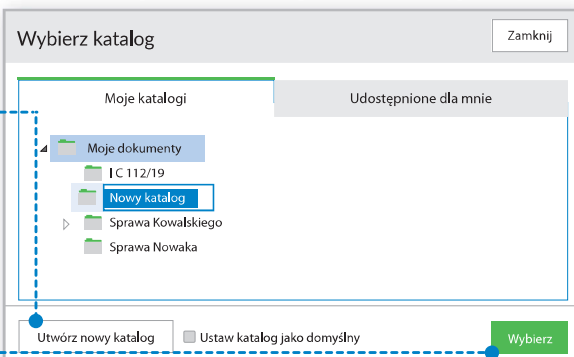 Wybierz katalog
Zamknij
Moje katalogi
Udostępnione dla mnie
Moje dokumenty
I C 112/19
Nowy katalog
Sprawa Kowalskiego
Sprawa Nowaka
Utwórz nowy katalog
Ustaw katalog jako domyślny
Wybierz